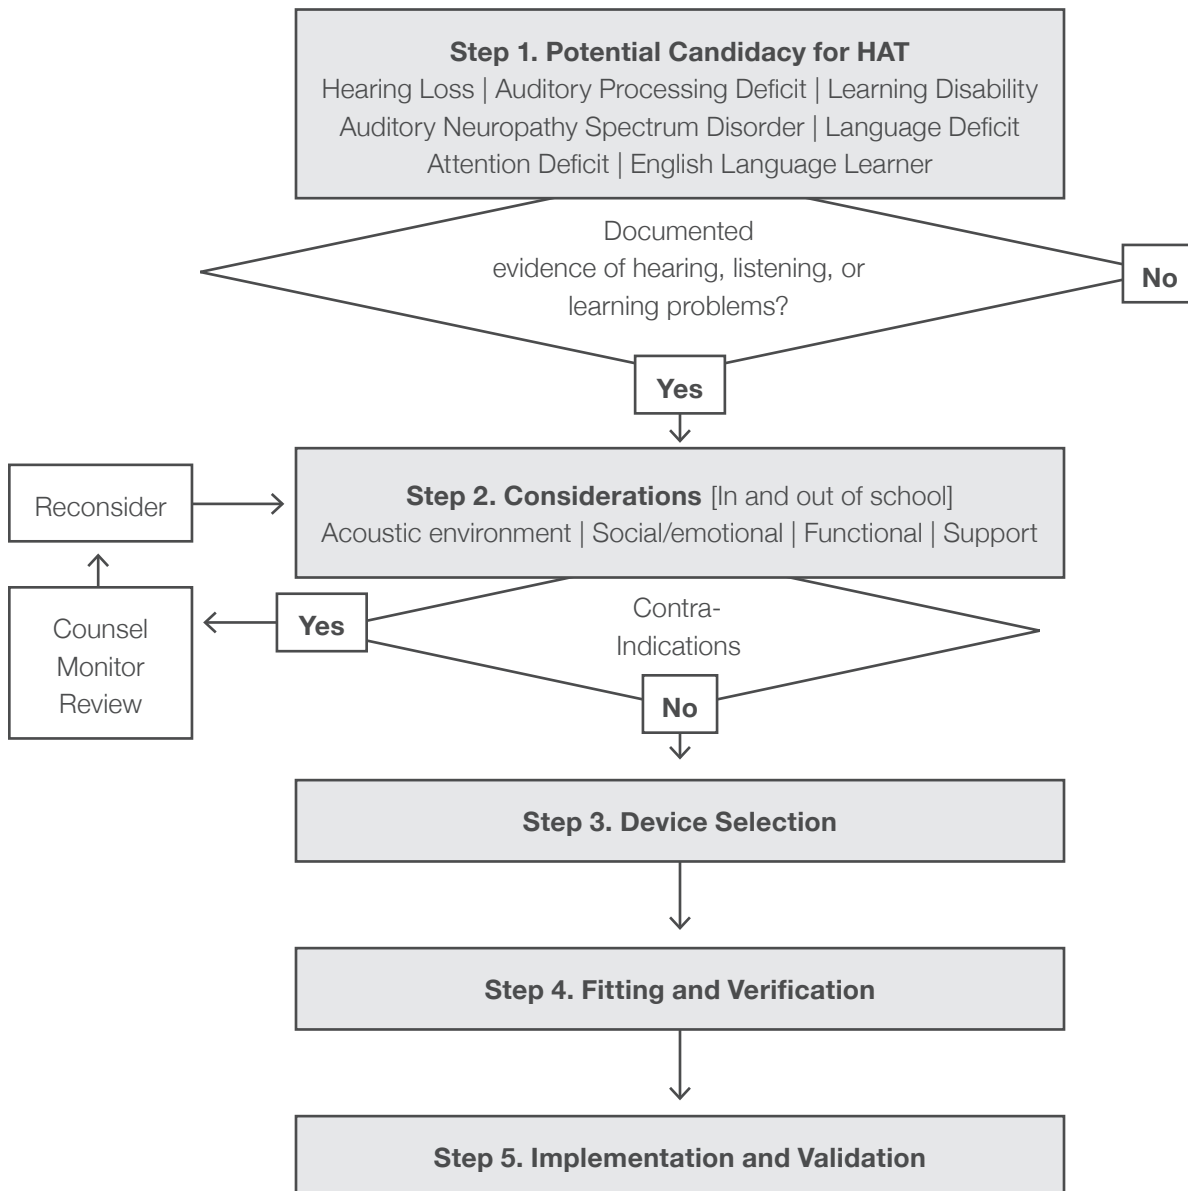 Step 1. Potential Candidacy for HAT
Hearing Loss | Auditory Processing Deficit | Learning Disability
Auditory Neuropathy Spectrum Disorder | Language Deficit
Attention Deficit | English Language Learner
Documented
evidence of hearing, listening, or
learning problems?
No
Yes
Step 2. Considerations [In and out of school]
Acoustic environment | Social/emotional | Functional | Support
Reconsider
Counsel
Monitor
Review
Yes
Contra-
Indications
No
Step 3. Device Selection
Step 4. Fitting and Verification
Step 5. Implementation and Validation